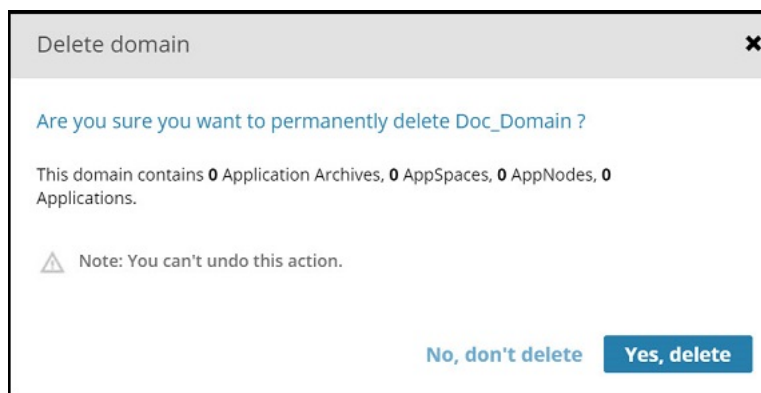 Delete domain
Are you sure you want to permanently delete Doc_Domain ?
This domain contains 0 Application Archives, 0 AppSpaces, 0 AppNodes, 0
Applications.
Note: You can't undo this action.
No, don't delete Yes, delete